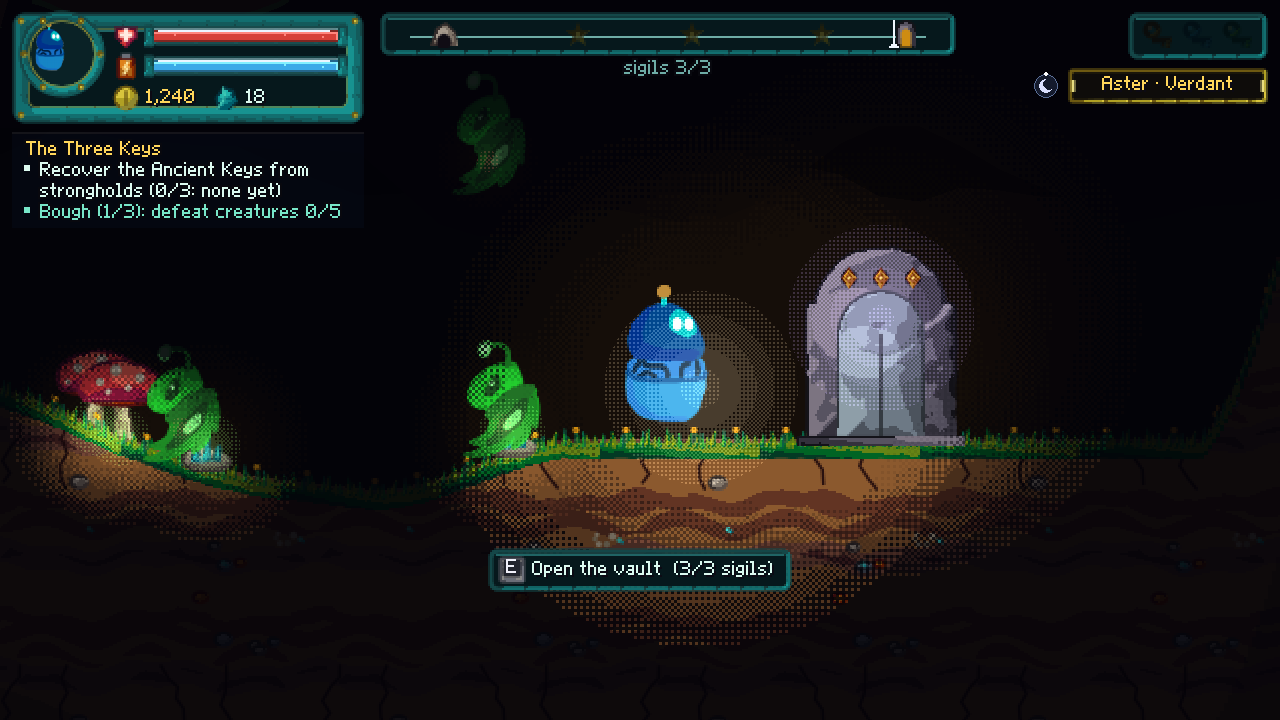 1,240 18
sigils 3/3
Aster · Verdant
The Three Keys
Recover the Ancient Keys from
strongholds (0/3: none yet)
Bough (1/3): defeat creatures 0/5
E Open the vault (3/3 sigils)